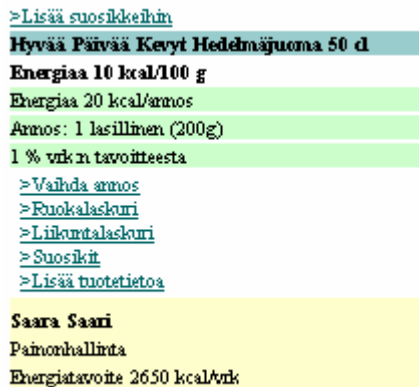 >Lisää suosikkeihin
Hyvää Päivää Kevyt Hedelmäjuoma 50 cl
Energiaa 10 kcal/100 g
Energiaa 20 kcal/annos
Annos: 1 lasillinen (200g)
1 % vrk:n tavoitteesta
>Vaihda annos
>Ruokalaskuri
>Liikuntalaskuri
>Suosikit
>Lisää tuotetietoa
Saara Saari
Painonhallinta
Energiatavoite 2650 kcal/vrk